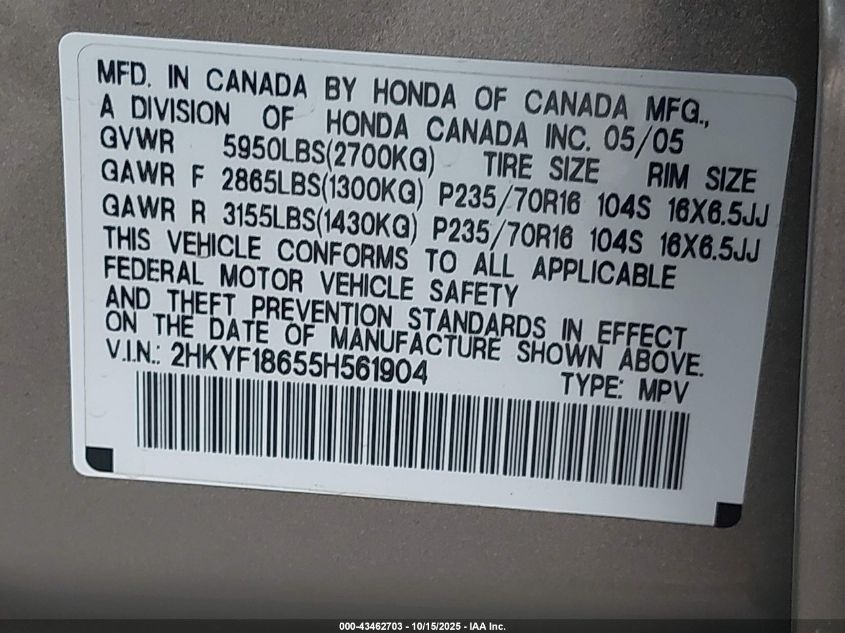 MFD. IN CANADA BY HONDA OF CANADA MFG.,
A DIVISION OF HONDA CANADA INC. 05/05
GVWR 5950LBS(2700KG) TIRE SIZE RIM SIZE
GAWR F 2865LBS(1300KG) P235/70R16 104S 16X6.5JJ
GAWR R 3155LBS(1430KG) P235/70R16 104S 16X6.5JJ
THIS VEHICLE CONFORMS TO ALL APPLICABLE
FEDERAL MOTOR VEHICLE SAFETY
AND THEFT PREVENTION STANDARDS IN EFFECT
ON THE DATE OF MANUFACTURE SHOWN ABOVE.
V.I.N.: 2HKYF18655H561904 TYPE: MPV
000-43462703 - 10/15/2025 - IAA Inc.